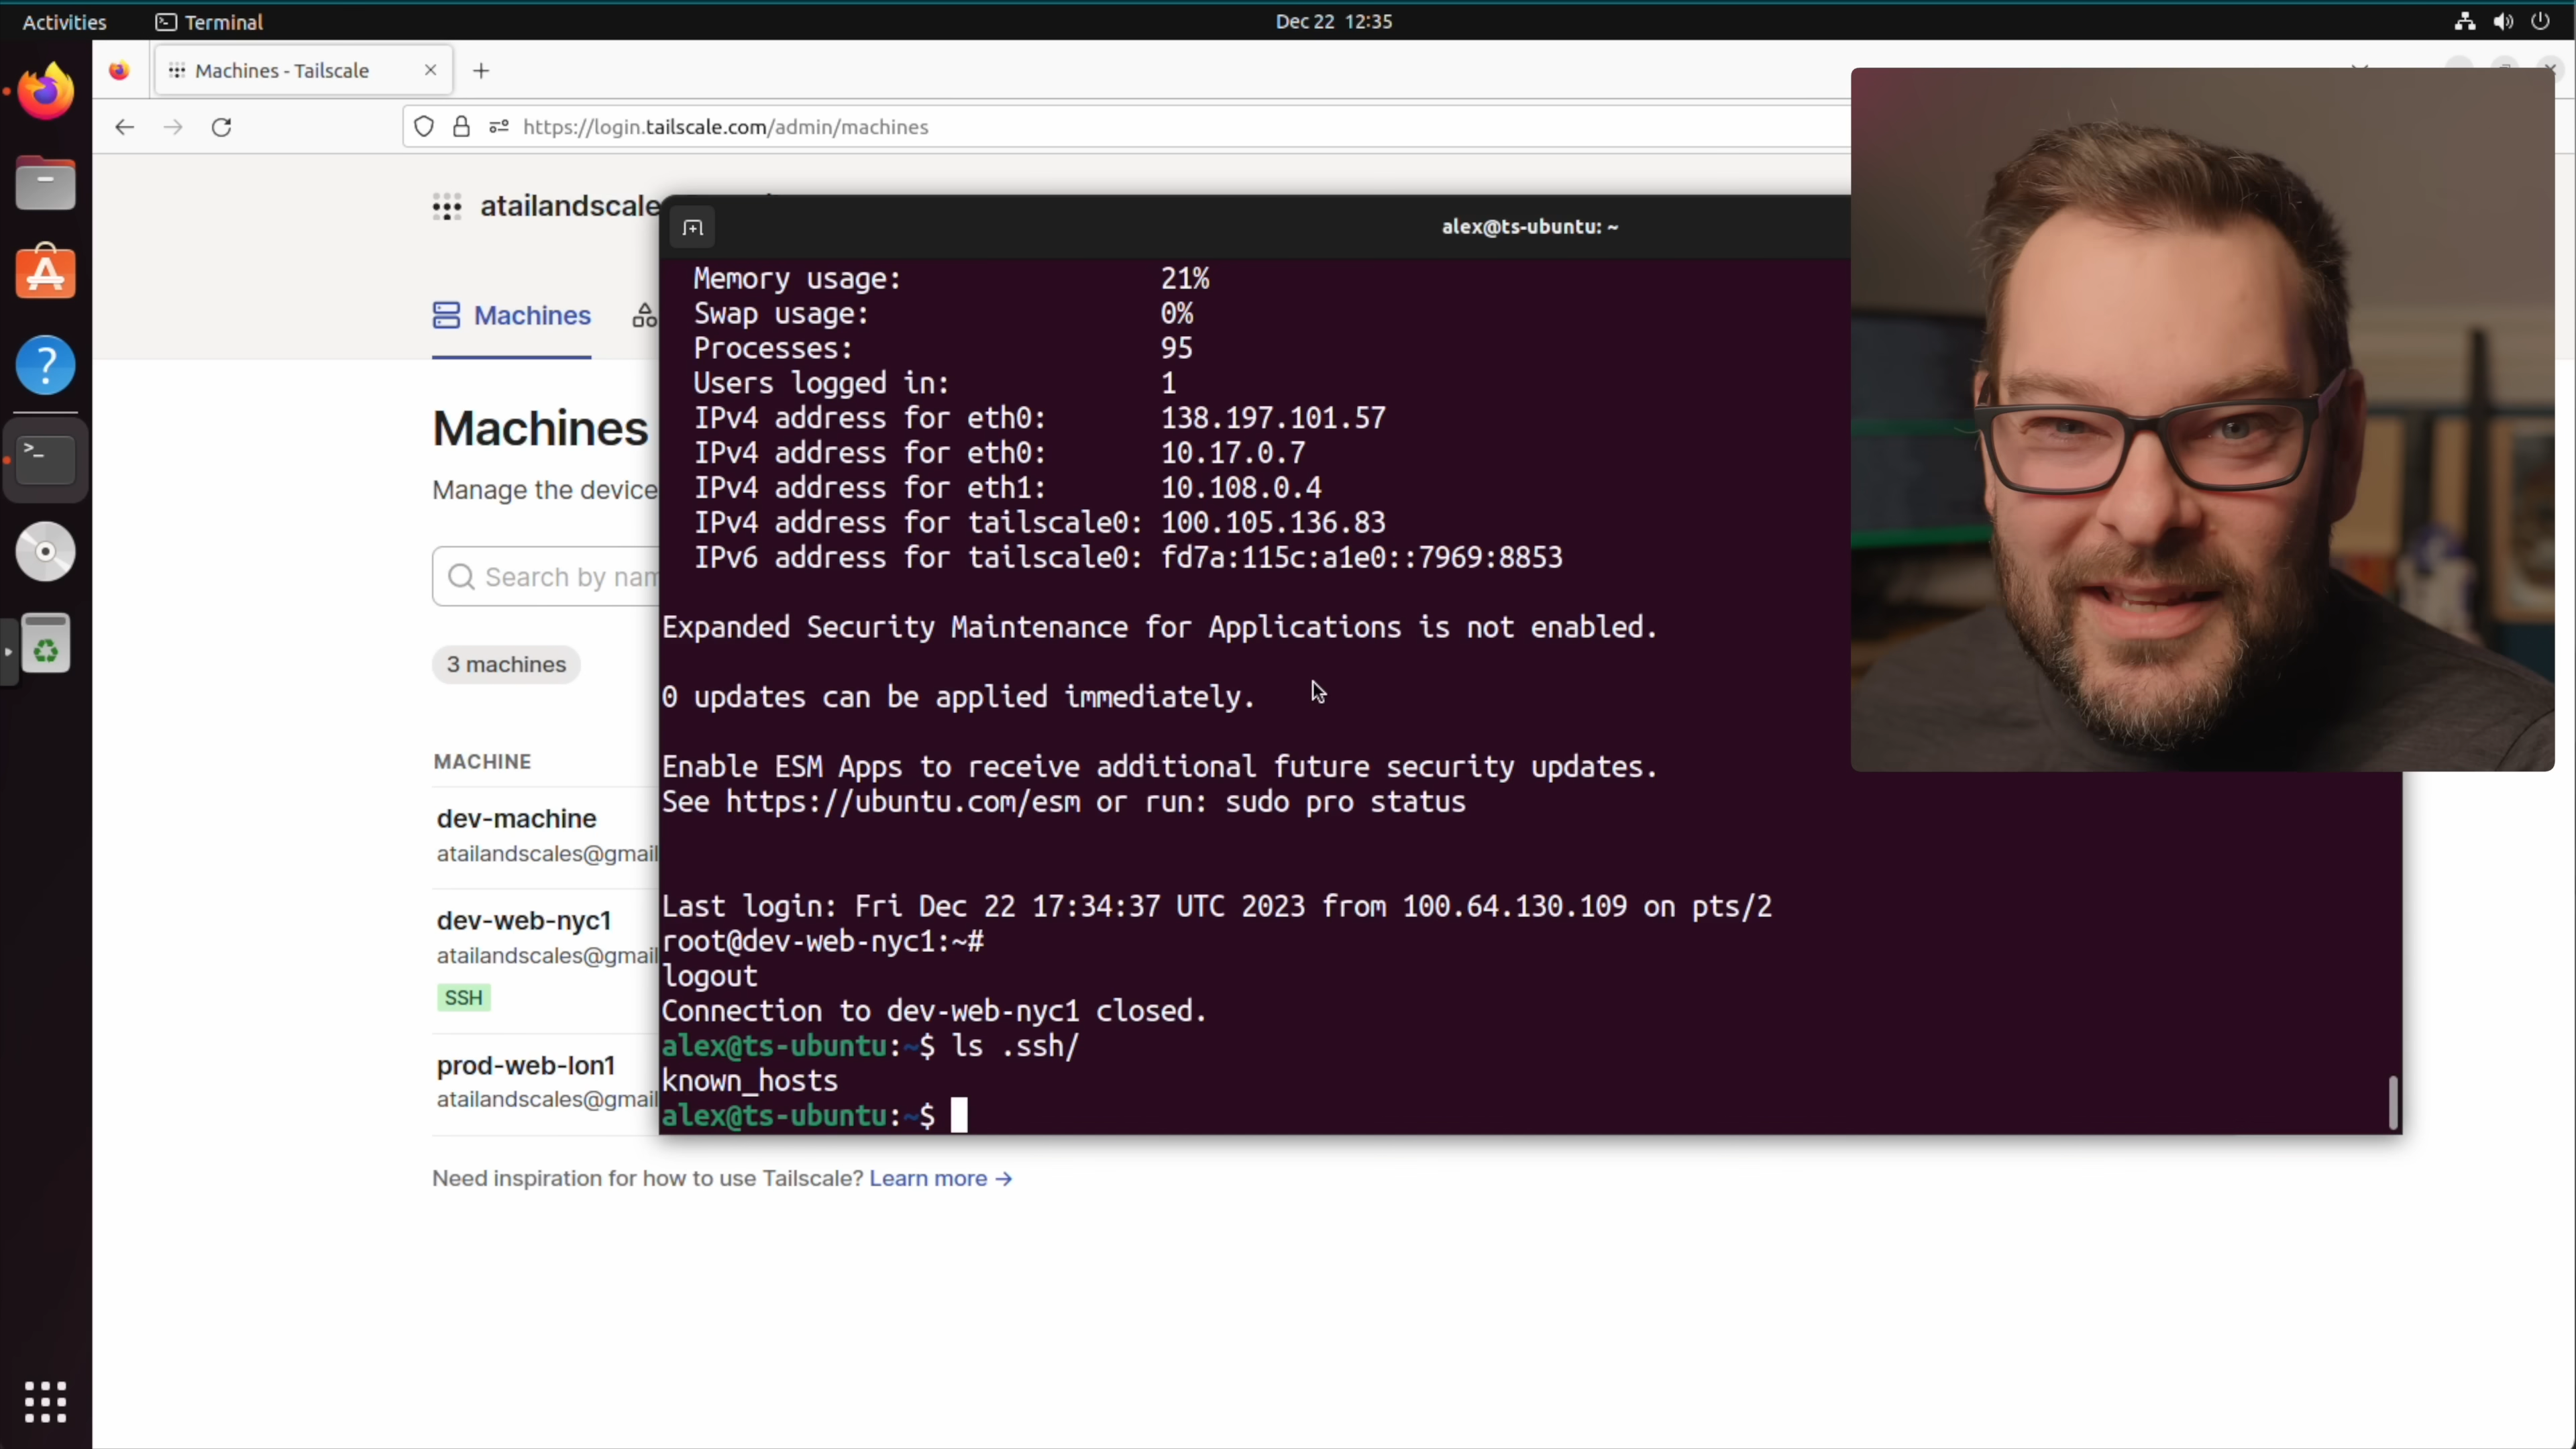 Activities
Terminal
Dec 22 12:35
Machines - Tailscale
https://login.tailscale.com/admin/machines
atailandscale
alex@ts-ubuntu: ~
Machines
Machines
Manage the device
Search by nam
3 machines
MACHINE
dev-machine
atailandscales@gmail
dev-web-nyc1
atailandscales@gmail
SSH
prod-web-lon1
atailandscales@gmail
Need inspiration for how to use Tailscale? Learn more →
Memory usage: 21%
Swap usage: 0%
Processes: 95
Users logged in: 1
IPv4 address for eth0: 138.197.101.57
IPv4 address for eth0: 10.17.0.7
IPv4 address for eth1: 10.108.0.4
IPv4 address for tailscale0: 100.105.136.83
IPv6 address for tailscale0: fd7a:115c:a1e0::7969:8853
Expanded Security Maintenance for Applications is not enabled.
0 updates can be applied immediately.
Enable ESM Apps to receive additional future security updates.
See https://ubuntu.com/esm or run: sudo pro status
Last login: Fri Dec 22 17:34:37 UTC 2023 from 100.64.130.109 on pts/2
root@dev-web-nyc1:~#
logout
Connection to dev-web-nyc1 closed.
alex@ts-ubuntu:~$ ls .ssh/
known_hosts
alex@ts-ubuntu:~$